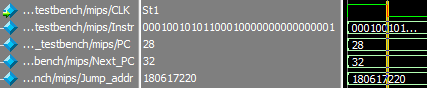 ...testbench/mips/CLK St1
...testbench/mips/Instr 00010010101100010000000000000001 000100101...
..._testbench/mips/PC 28 28
...bench/mips/Next_PC 32 32
...nch/mips/Jump_addr 180617220 180617220